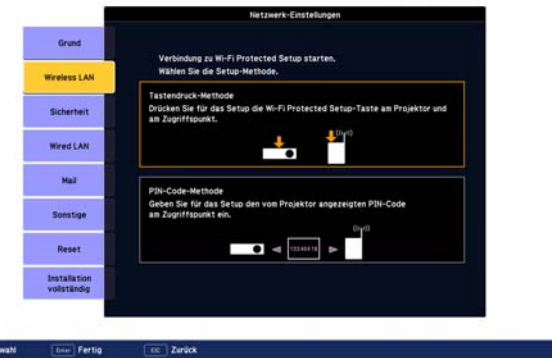 Netzwerk-Einstellungen
Grund
Wireless LAN
Sicherheit
Wired LAN
Mail
Sonstige
Reset
Installation
vollständig
Verbindung zu Wi-Fi Protected Setup starten.
Wählen Sie die Setup-Methode.
Tastendruck-Methode
Drücken Sie für das Setup die Wi-Fi Protected Setup-Taste am Projektor und
am Zugriffspunkt.
PIN-Code-Methode
Geben Sie für das Setup den vom Projektor angezeigten PIN-Code
am Zugriffspunkt ein.
wahl Enter Fertig ESC Zurück